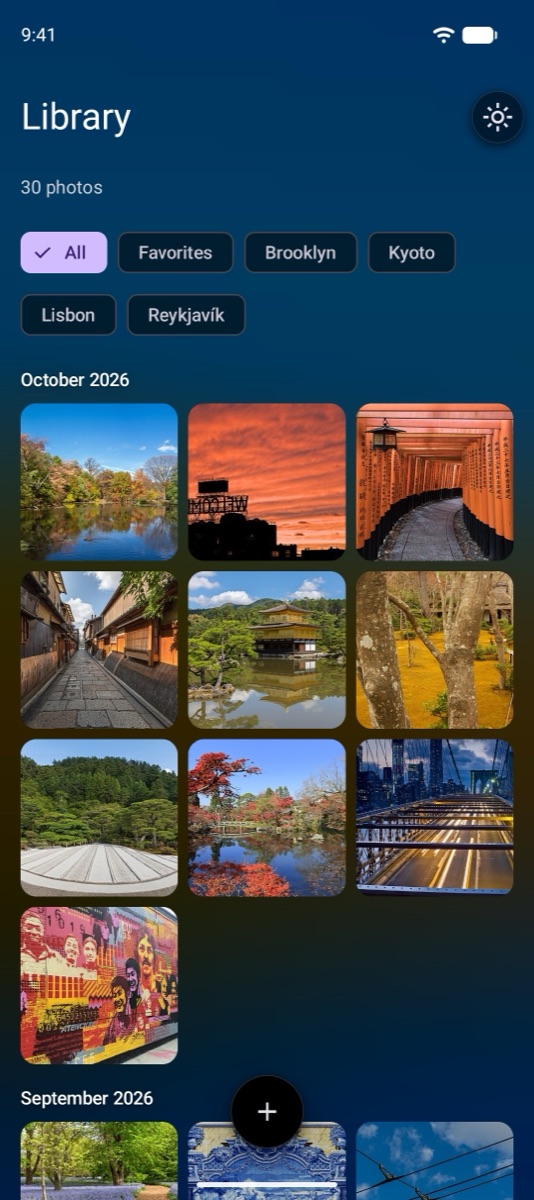 9:41
Library
30 photos
All
Favorites
Brooklyn
Kyoto
Lisbon
Reykjavík
October 2026
September 2026